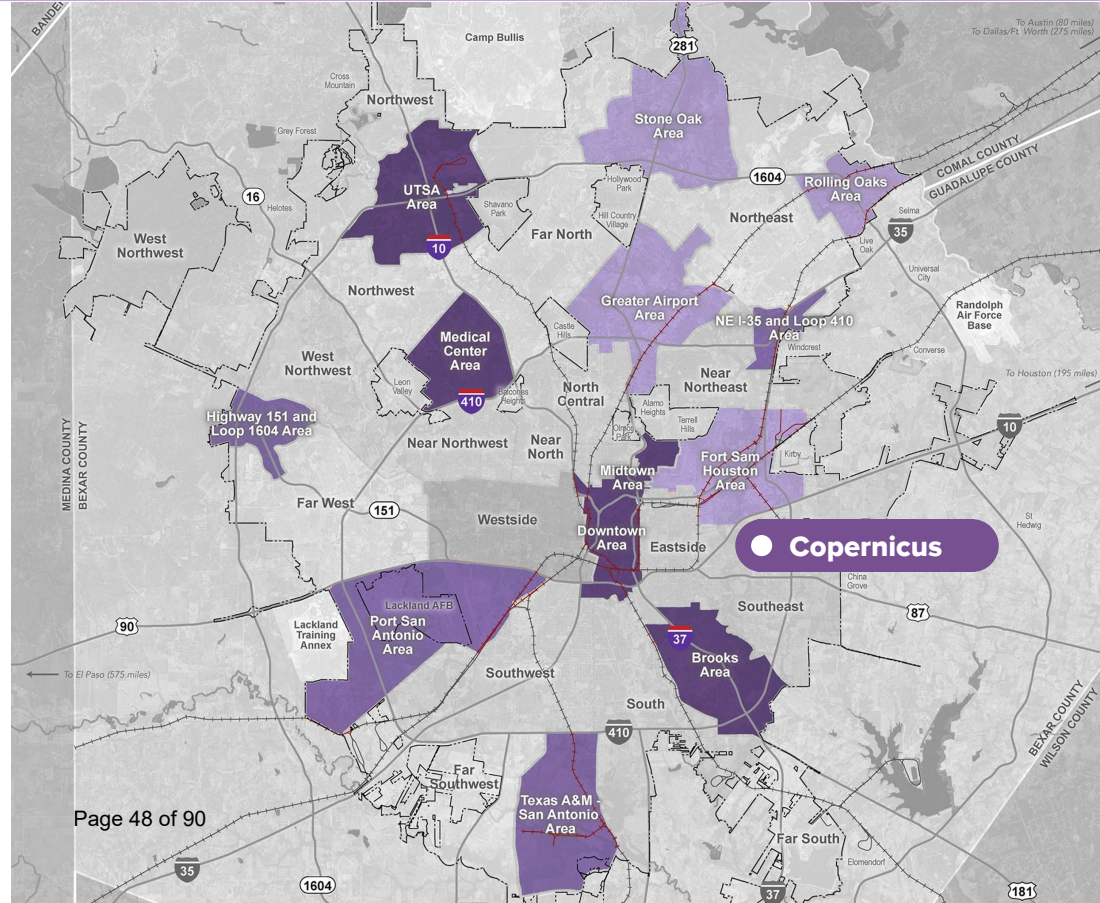 BANDE
Camp Bullis
281
To Austin (80 miles)
To Dallas/Ft. Worth (275 miles)
Cross
Mountain
Northwest
Stone Oak
Area
Grey Forest
COMAL COUNTY
GUADALUPE COUNTY
1604
Hollywood
Park
Rolling Oaks
Area
16
UTSA
Area
Helotes
Shavano
Park
Hill Country
Village
Northeast
Selma
35
West
Northwest
Far North
10
Live
Oak
Universal
City
Northwest
Greater Airport
Area
Randolph
Air Force
Base
NE I-35 and Loop 410
Area
Castle
Hills
Medical
Center
Area
Windcrest
Converse
West
Northwest
Near
Northeast
To Houston (195 miles)
Leon
Valley
410
Balcones
Heights
North
Central
Alamo
Heights
Highway 151 and
Loop 1604 Area
Terrell
Hills
Olmos
Park
10
MEDINA COUNTY
BEXAR COUNTY
Near Northwest
Near
North
Fort Sam
Houston
Area
Kirby
Midtown
Area
Far West
151
Westside
St
Hedwig
Downtown
Area
Eastside
Copernicus
China
Grove
Lackland AFB
Southeast
87
90
Lackland
Training
Annex
Port San
Antonio
Area
37
Brooks
Area
To El Paso (575 miles)
Southwest
South
BEXAR COUNTY
WILSON COUNTY
410
Far
Southwest
Texas A&M -
San Antonio
Area
Page 48 of 90
Far South
Elomendorf
35
1604
37
181